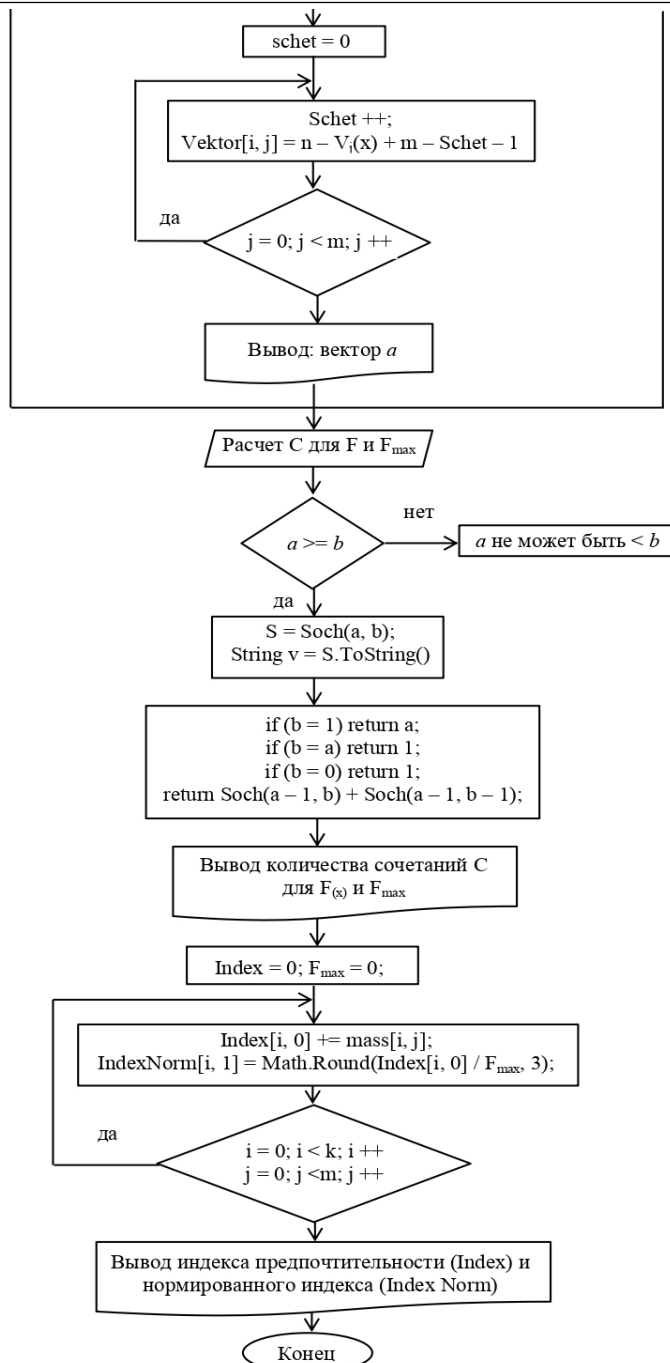 schet = 0
Schet ++;
Vektor[i, j] = n – Vⱼ(x) + m – Schet – 1
да
j = 0; j < m; j ++
Вывод: вектор a
Расчет С для F и Fmax
a >= b
нет
a не может быть < b
да
S = Soch(a, b);
String v = S.ToString()
if (b = 1) return a;
if (b = a) return 1;
if (b = 0) return 1;
return Soch(a – 1, b) + Soch(a – 1, b – 1);
Вывод количества сочетаний С
для F(x) и Fmax
Index = 0; Fmax = 0;
Index[i, 0] += mass[i, j];
IndexNorm[i, 1] = Math.Round(Index[i, 0] / Fmax, 3);
да
i = 0; i < k; i ++
j = 0; j <m; j ++
Вывод индекса предпочтительности (Index) и
нормированного индекса (Index Norm)
Конец